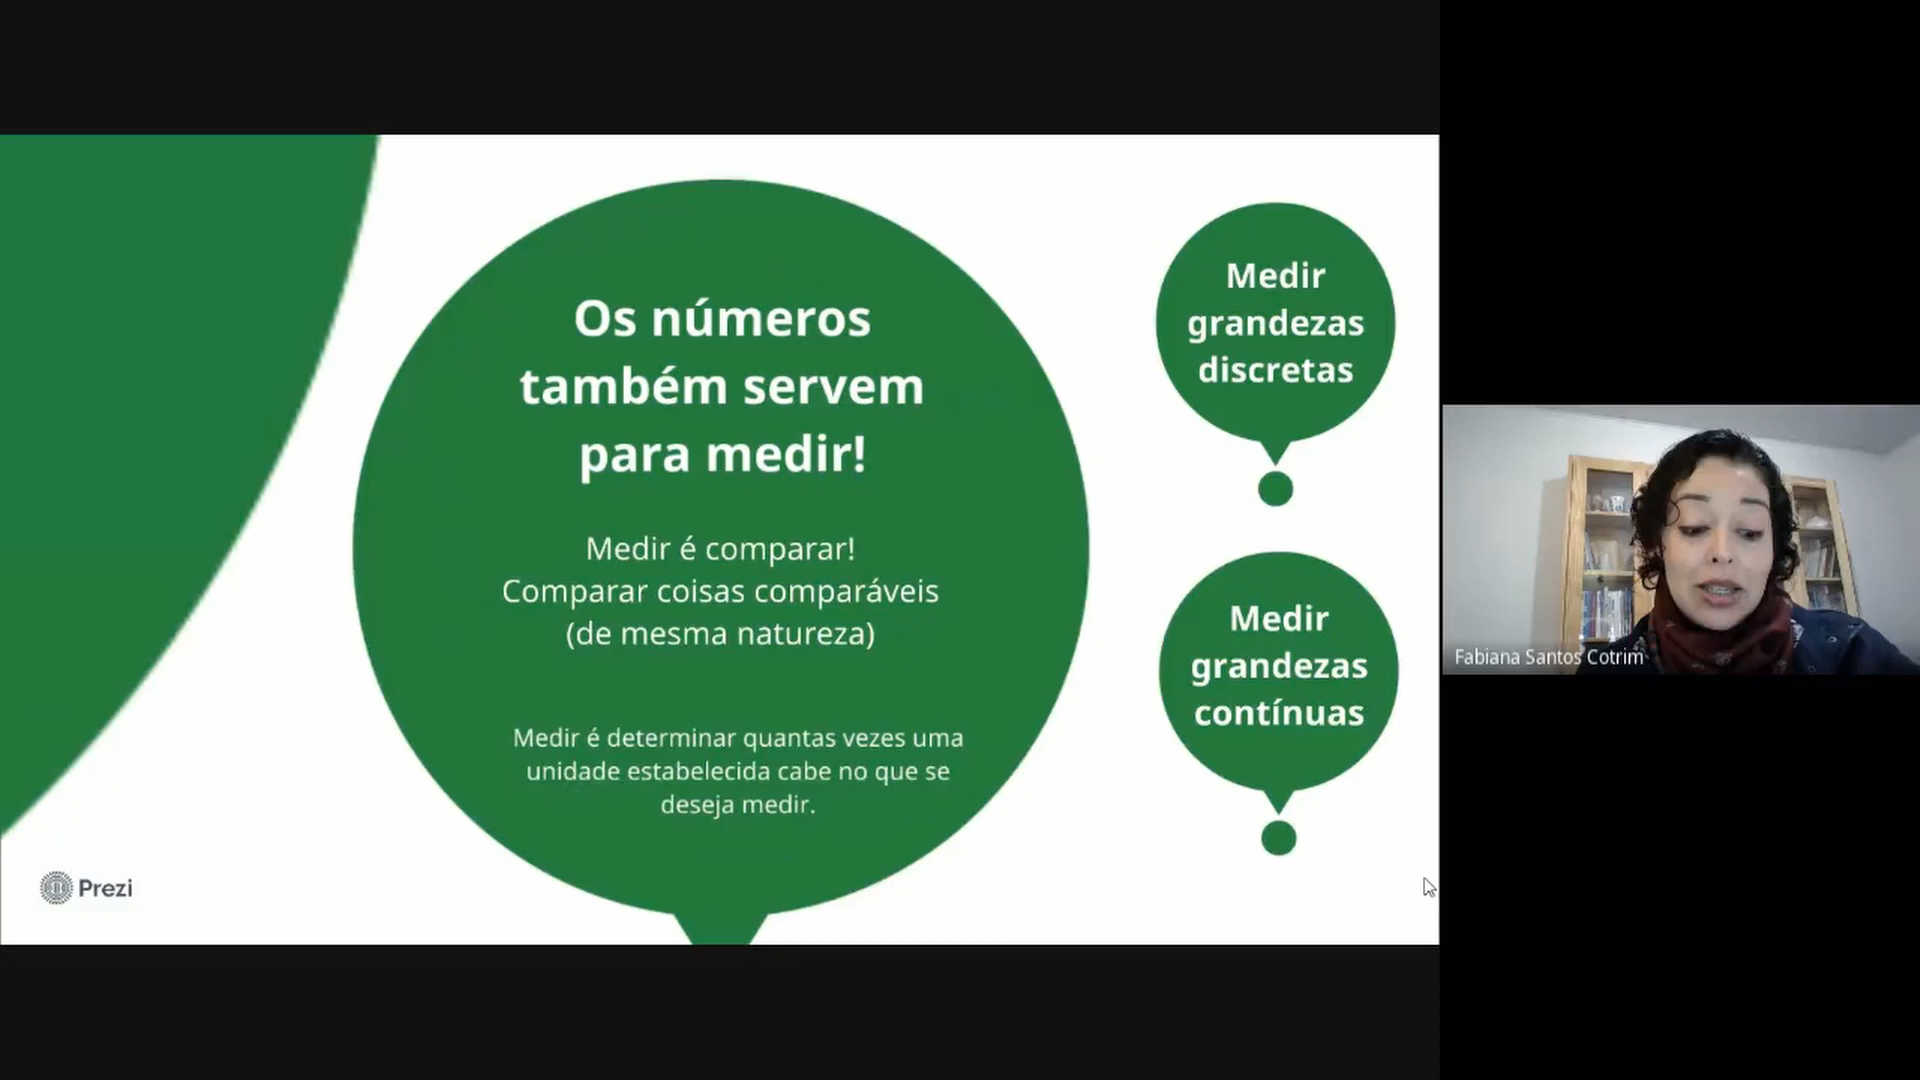 Os números
também servem
para medir!
Medir é comparar!
Comparar coisas comparáveis
(de mesma natureza)
Medir é determinar quantas vezes uma
unidade estabelecida cabe no que se
deseja medir.
Medir
grandezas
discretas
Medir
grandezas
contínuas
Prezi
Fabiana Santos Cotrim